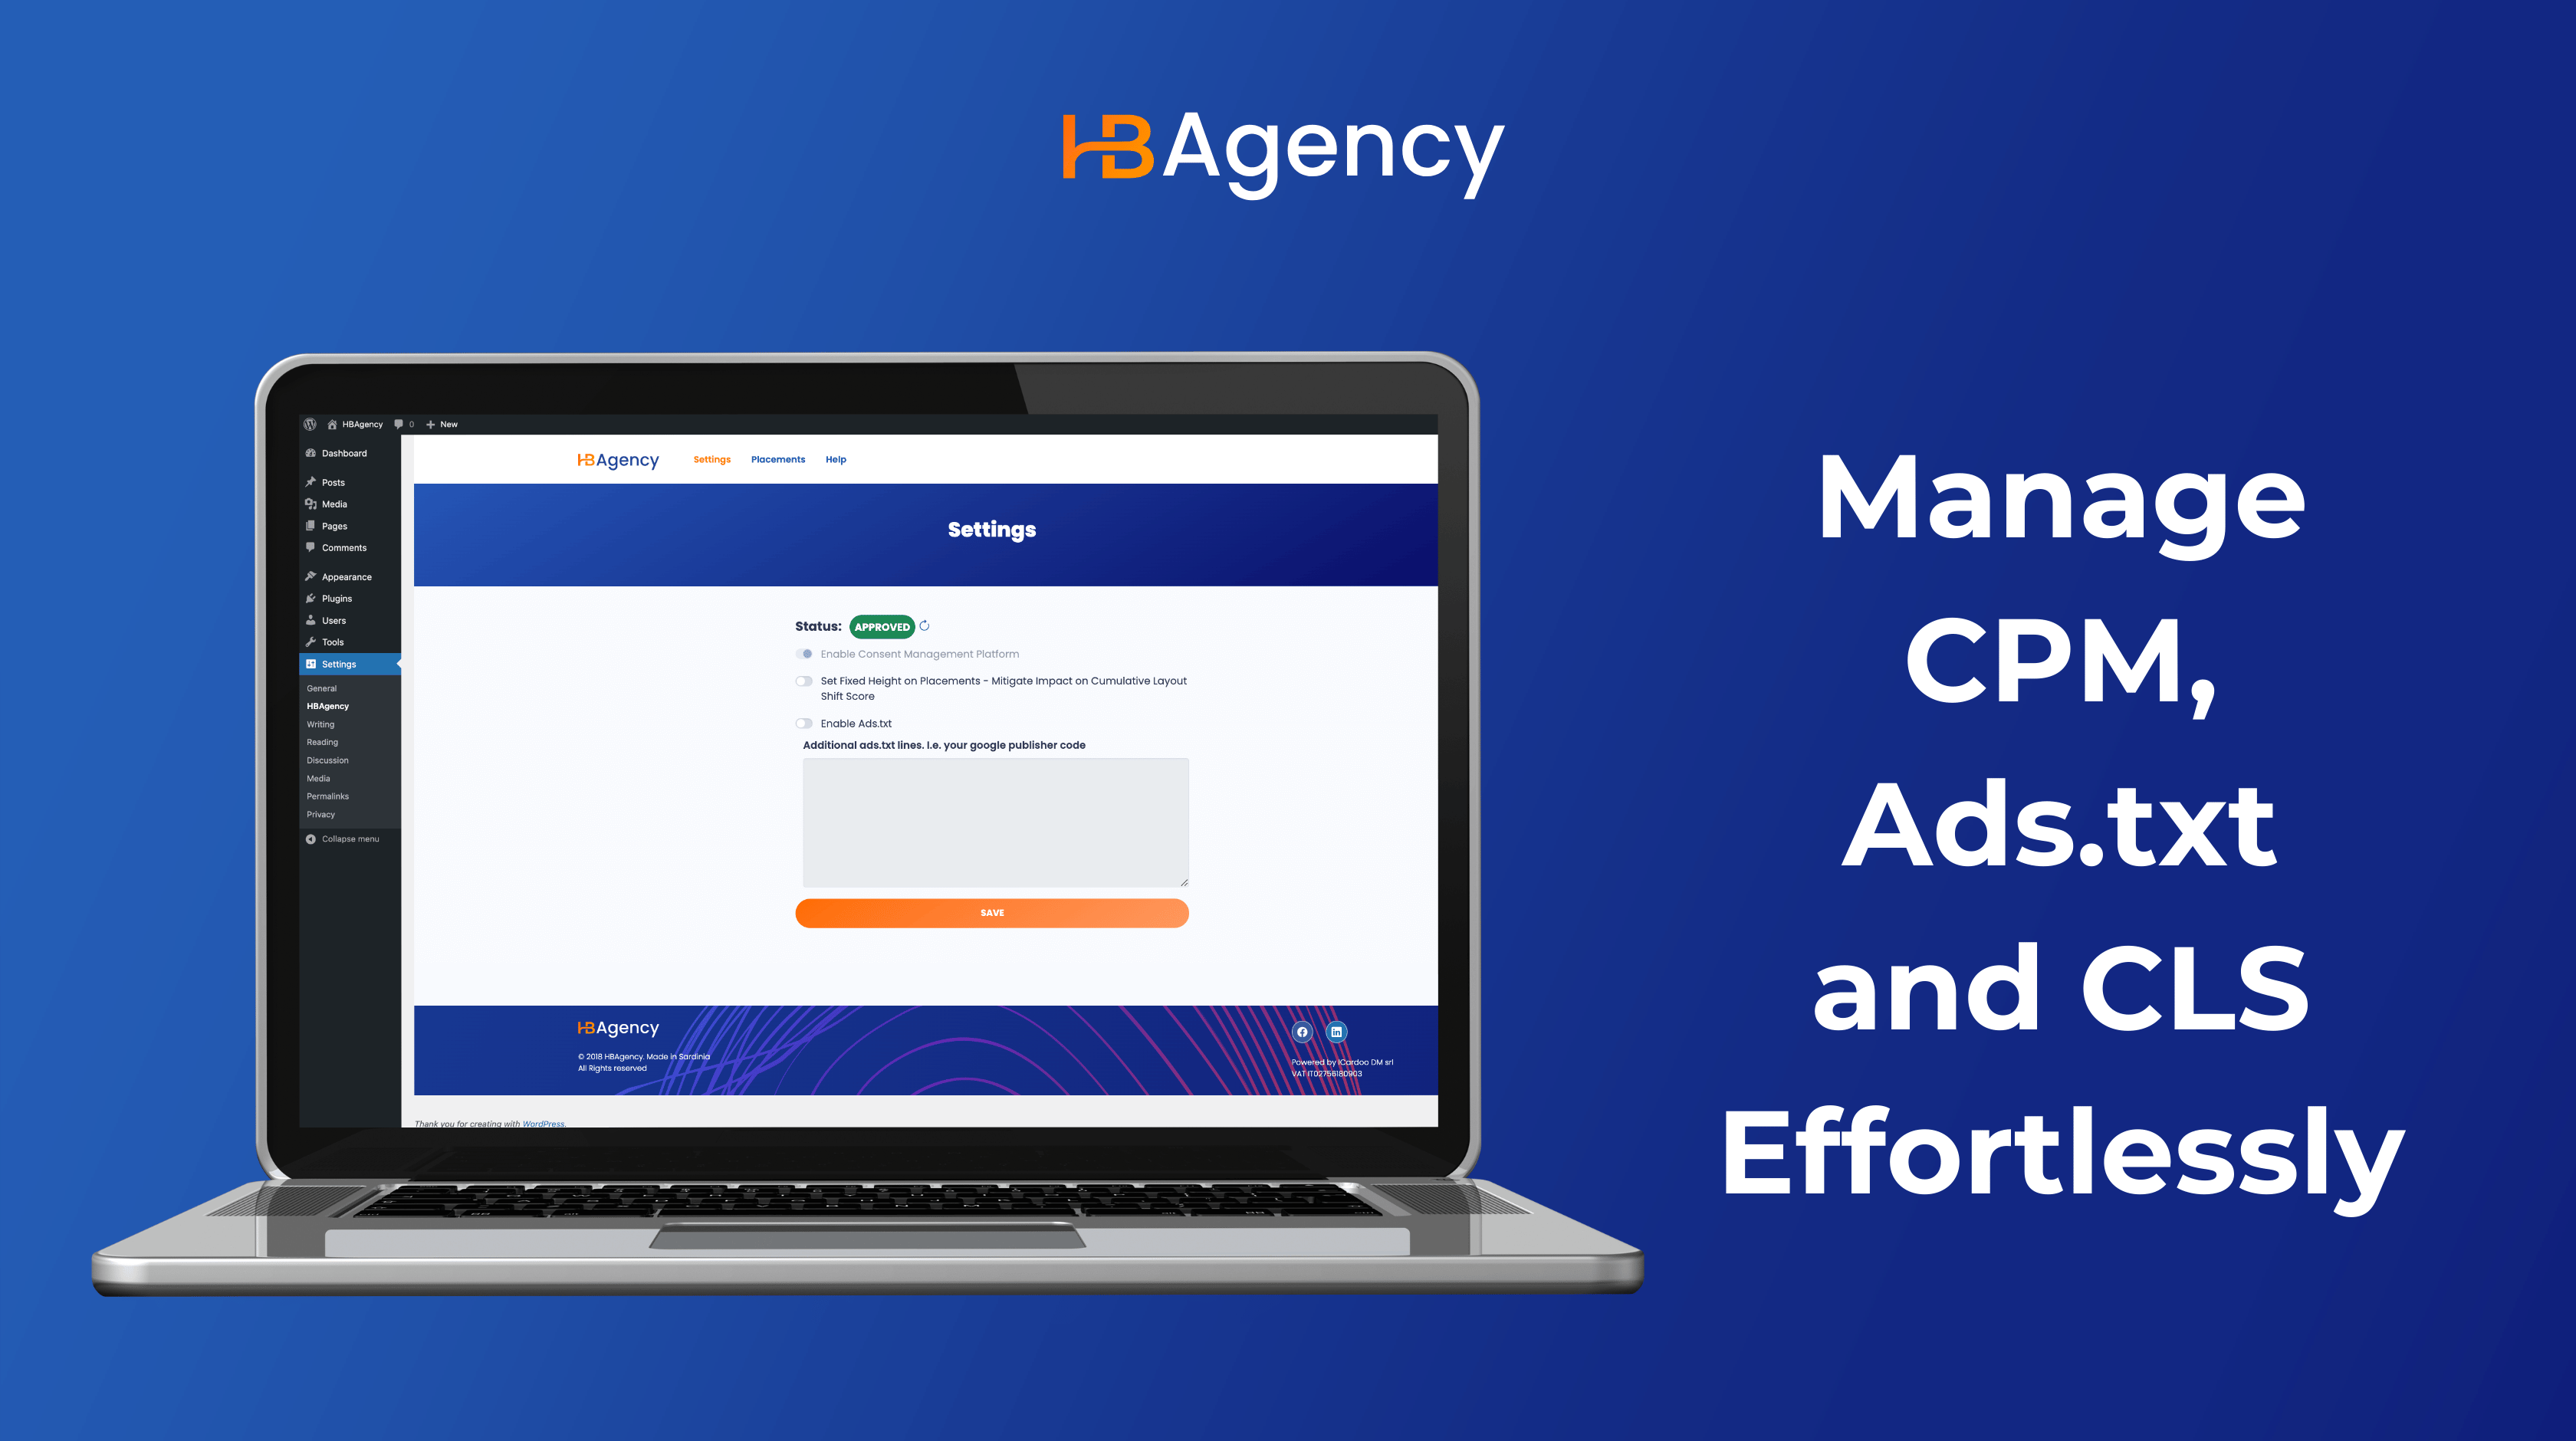 HBAgency
Manage
CPM,
Ads.txt
and CLS
Effortlessly
HBAgency 0 New
Dashboard
Posts
Media
Pages
Comments
Appearance
Plugins
Users
Tools
Settings
General
HBAgency
Writing
Reading
Discussion
Media
Permalinks
Privacy
Collapse menu
HBAgency Settings Placements Help
Settings
Status: APPROVED
Enable Consent Management Platform
Set Fixed Height on Placements - Mitigate Impact on Cumulative Layout
Shift Score
Enable Ads.txt
Additional ads.txt lines. I.e. your google publisher code
SAVE
HBAgency
© 2018 HBAgency. Made in Sardinia
All Rights reserved
Powered by iCardoo DM srl
VAT IT02756180903
Thank you for creating with WordPress.